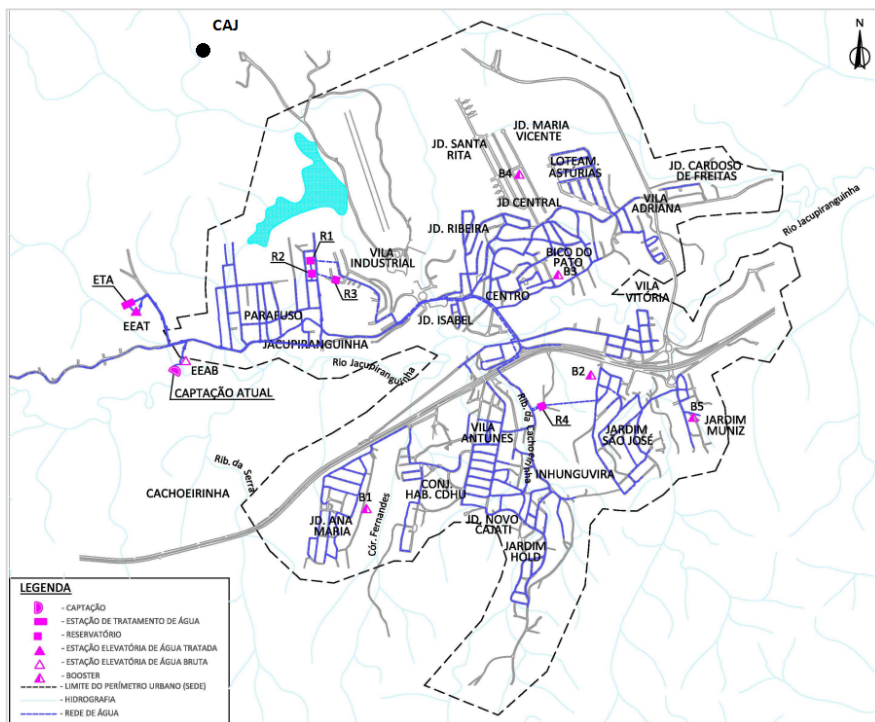 CAJ
N
JD. MARIA
VICENTE
JD. SANTA
RITA
LOTEAM.
ASTÚRIAS
JD. CARDOSO
DE FREITAS
B4
JD CENTRAL
VILA
ADRIANA
Rio Jacupiranguinha
JD. RIBEIRA
R1
VILA
INDUSTRIAL
R2
BICO DO
PATO
B3
ETA
R3
CENTRO
VILA
VITÓRIA
EEAT
PARAFUSO
JD. ISABEL
JACUPIRANGUINHA
Rio Jacupiranguinha
EEAB
CAPTAÇÃO ATUAL
B2
Rib. da Cachoeirinha
R4
B5
VILA
ANTUNES
JARDIM
SÃO JOSÉ
JARDIM
MUNIZ
Rib. da Serra
CACHOEIRINHA
CONJ.
HAB. CDHU
INHUNGUVIRA
B1
JD. ANA
MARIA
Cór. Fernandes
JD. NOVO
CAJATI
JARDIM
HOLD
LEGENDA
- CAPTAÇÃO
- ESTAÇÃO DE TRATAMENTO DE ÁGUA
- RESERVATÓRIO
- ESTAÇÃO ELEVATÓRIA DE ÁGUA TRATADA
- ESTAÇÃO ELEVATÓRIA DE ÁGUA BRUTA
- BOOSTER
- LIMITE DO PERÍMETRO URBANO (SEDE)
- HIDROGRAFIA
- REDE DE ÁGUA